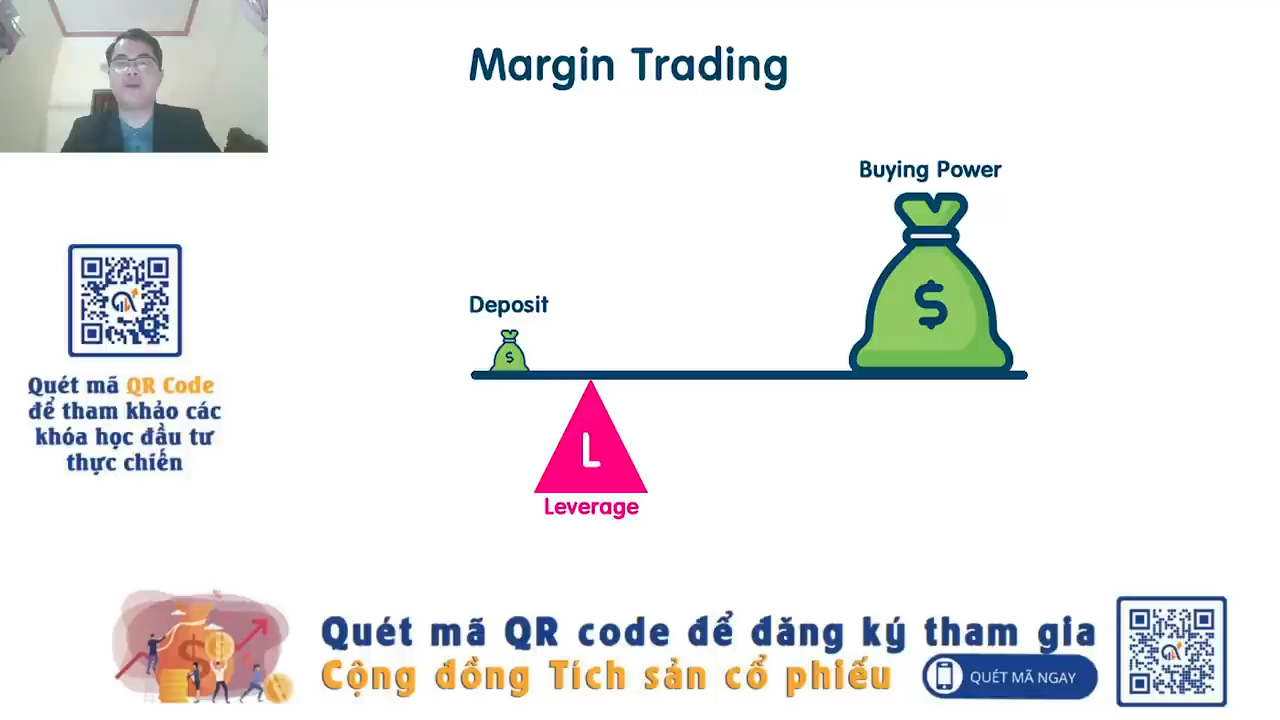 Margin Trading
Buying Power
$
Deposit
$
L
Leverage
Quét mã QR Code
để tham khảo các
khóa học đầu tư
thực chiến
Quét mã QR code để đăng ký tham gia
Cộng đồng Tích sản cổ phiếu
QUÉT MÃ NGAY